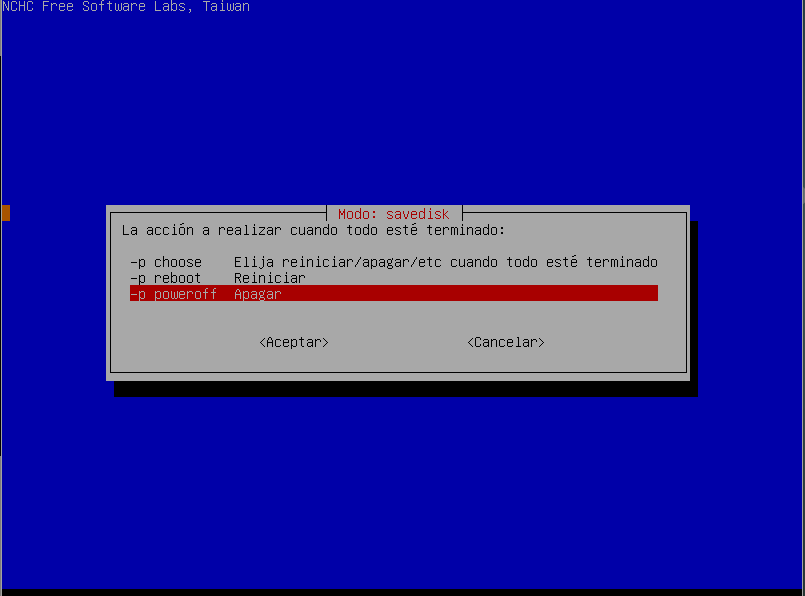 NCHC Free Software Labs, Taiwan
Modo: savedisk
La acción a realizar cuando todo esté terminado:
-p choose Elija reiniciar/apagar/etc cuando todo esté terminado
-p reboot Reiniciar
-p poweroff Apagar
<Aceptar> <Cancelar>